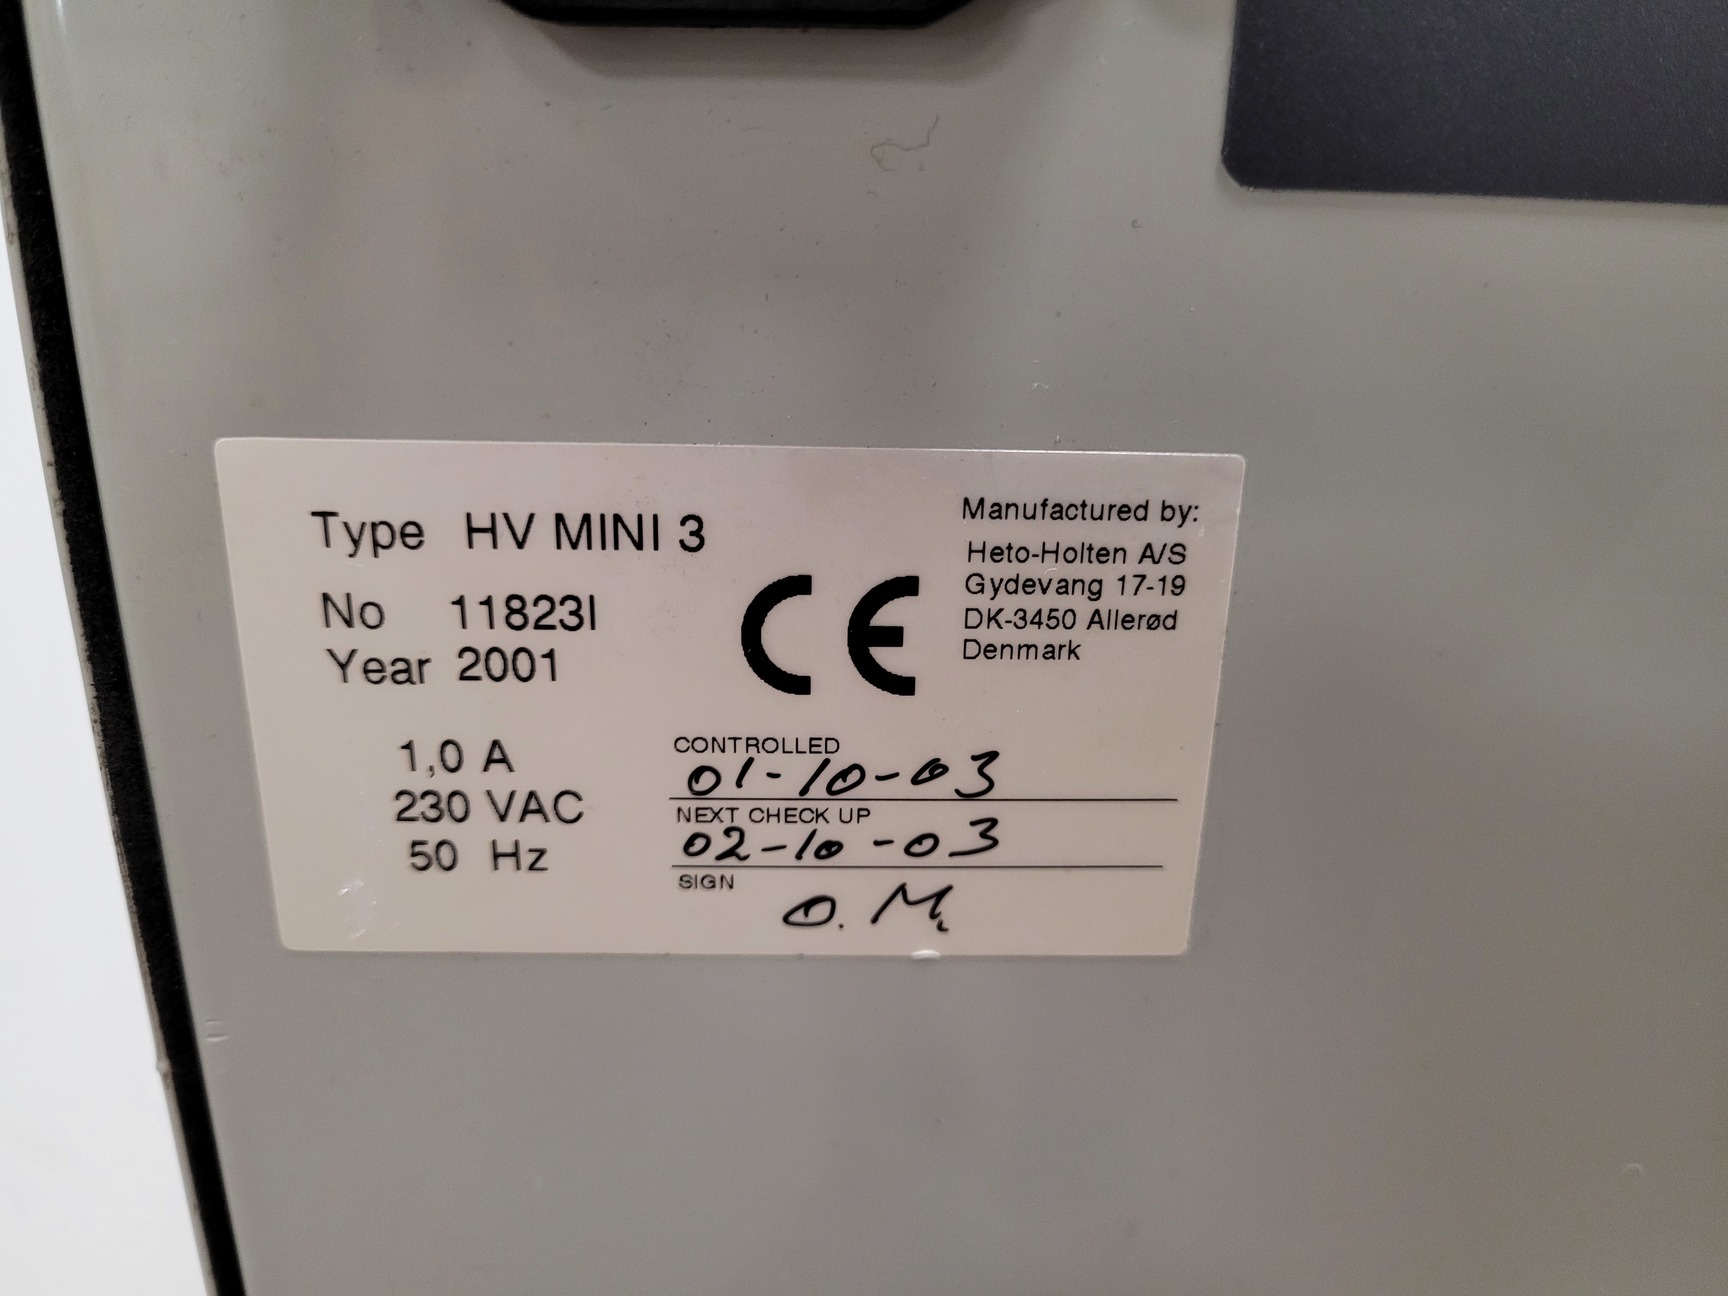 Type HV MINI 3
No 11823I
Year 2001
1,0 A
230 VAC
50 Hz
CE
Manufactured by:
Heto-Holten A/S
Gydevang 17-19
DK-3450 Allerød
Denmark
CONTROLLED
01-10-03
NEXT CHECK UP
02-10-03
SIGN
O. M.